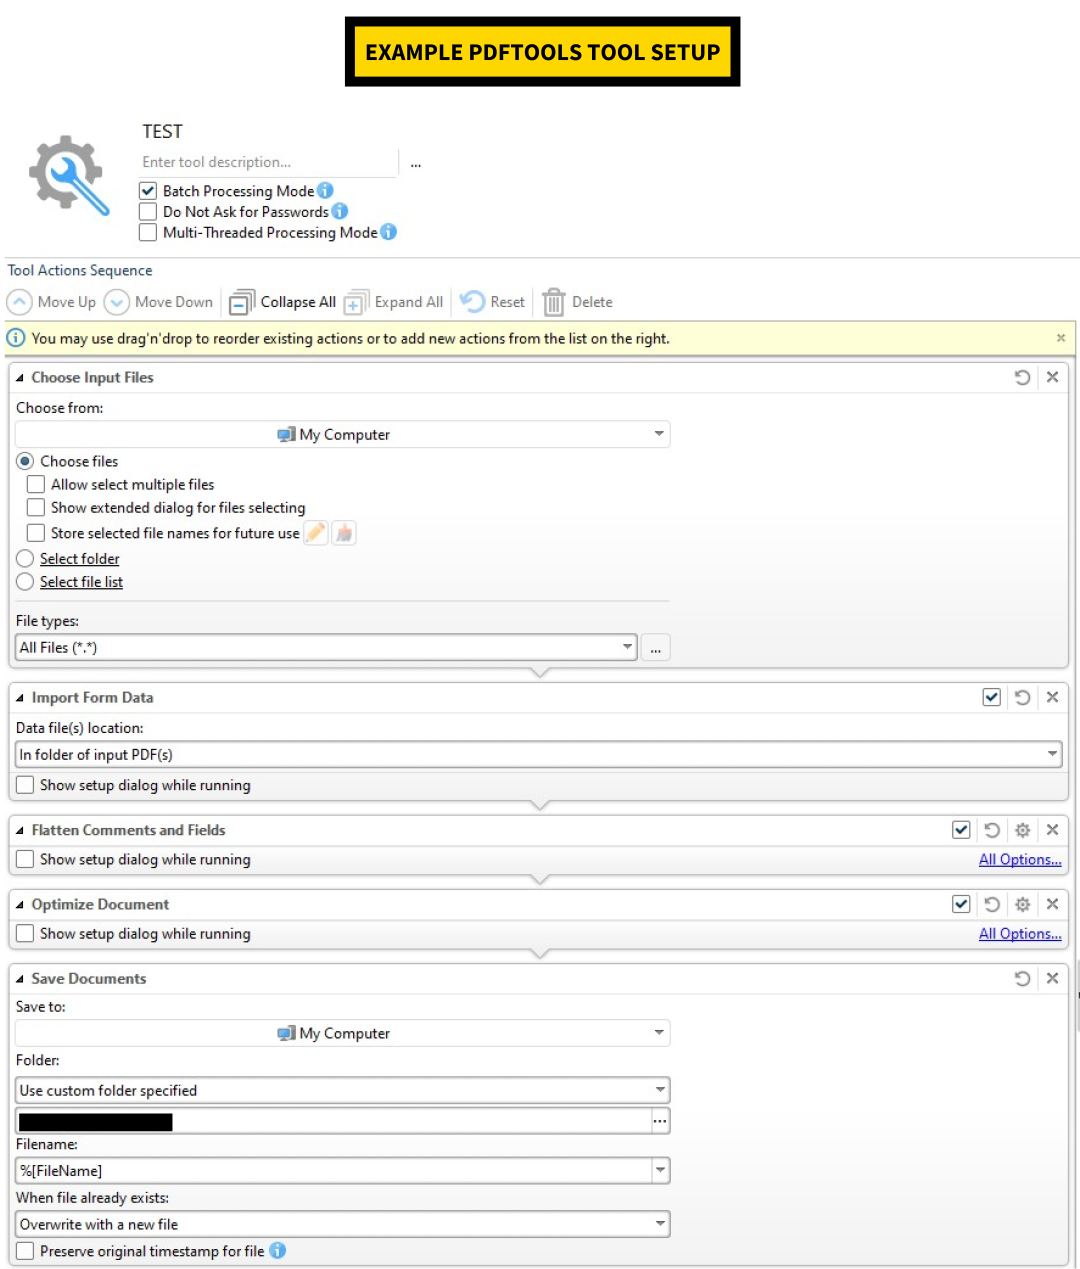 EXAMPLE PDFTOOLS TOOL SETUP
TEST
Enter tool description... ...
Batch Processing Mode
Do Not Ask for Passwords
Multi-Threaded Processing Mode
Tool Actions Sequence
Move Up Move Down Collapse All Expand All Reset Delete
You may use drag'n'drop to reorder existing actions or to add new actions from the list on the right.
Choose Input Files
Choose from:
My Computer
Choose files
Allow select multiple files
Show extended dialog for files selecting
Store selected file names for future use
Select folder
Select file list
File types:
All Files (*.*) ...
Import Form Data
Data file(s) location:
In folder of input PDF(s)
Show setup dialog while running
Flatten Comments and Fields
Show setup dialog while running All Options...
Optimize Document
Show setup dialog while running All Options...
Save Documents
Save to:
My Computer
Folder:
Use custom folder specified
...
Filename:
%[FileName]
When file already exists:
Overwrite with a new file
Preserve original timestamp for file